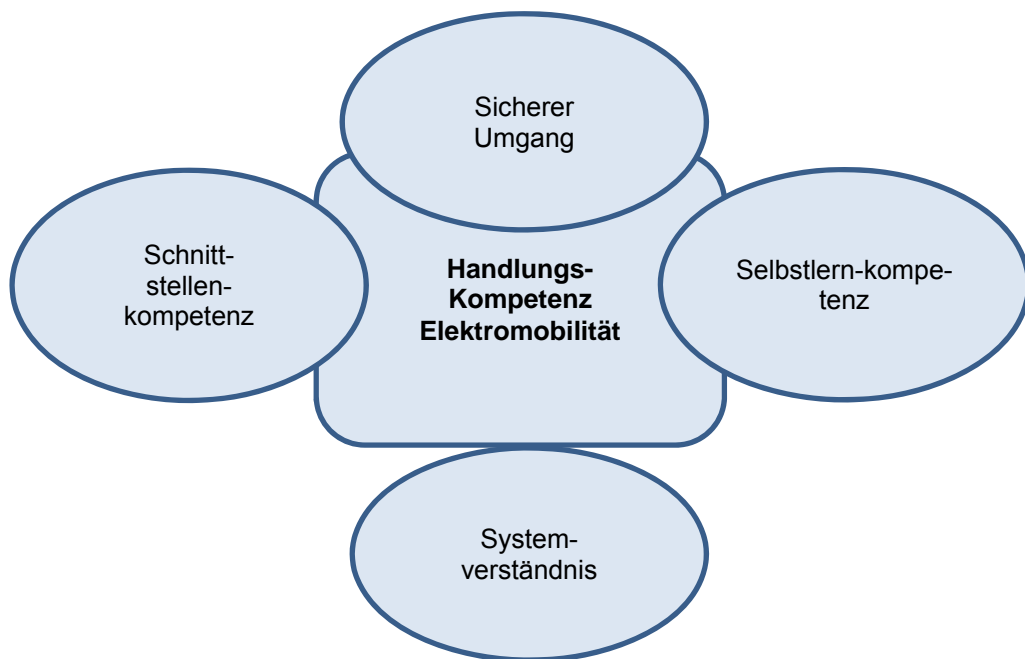 Sicherer
Umgang
Schnitt-
stellen-
kompetenz
Handlungs-
Kompetenz
Elektromobilität
Selbstlern-kompe-
tenz
System-
verständnis